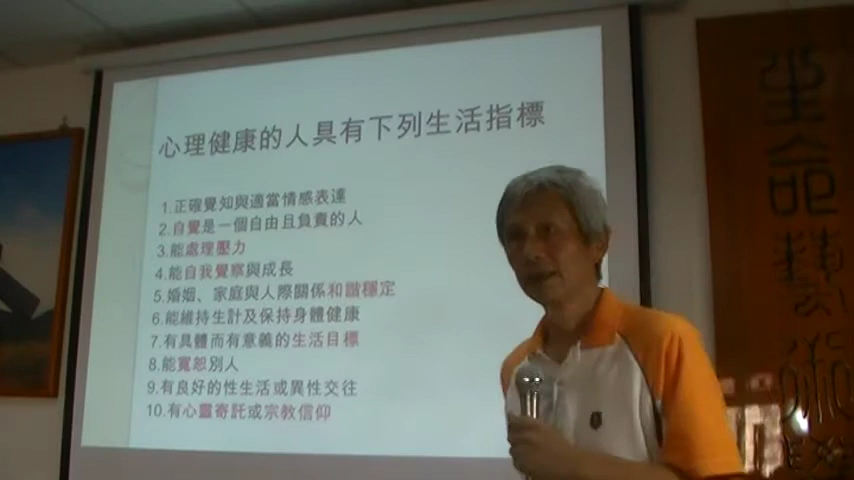 心理健康的人具有下列生活指標
1.正確覺知與適當情感表達
2.自覺是一個自由且負責的人
3.能處理壓力
4.能自我覺察與成長
5.婚姻、家庭與人際關係和諧穩定
6.能維持生計及保持身體健康
7.有具體而有意義的生活目標
8.能寬恕別人
9.有良好的性生活或異性交往
10.有心靈寄託或宗教信仰
生命藝術